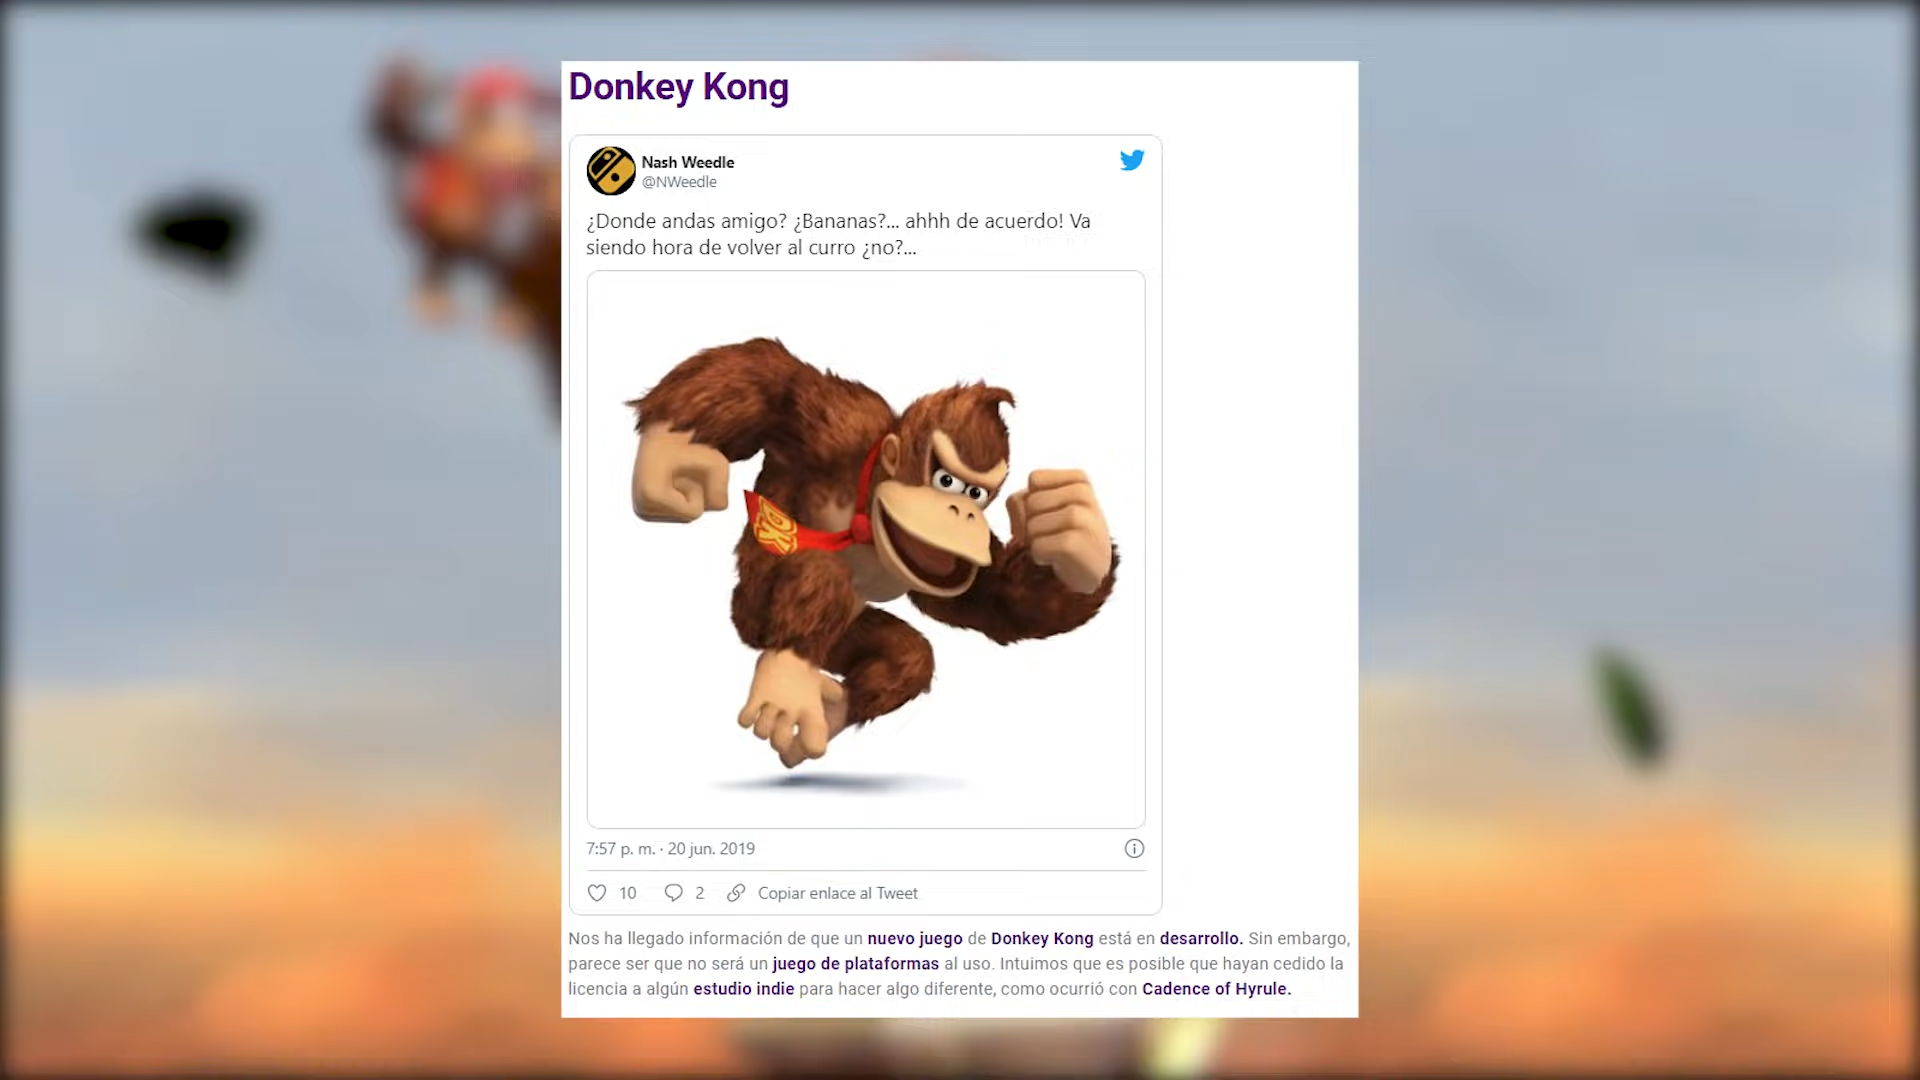 Donkey Kong
Nash Weedle
@NWeedle
¿Donde andas amigo? ¿Bananas?... ahhh de acuerdo! Va
siendo hora de volver al curro ¿no?...
DK
7:57 p. m. · 20 jun. 2019
10 2 Copiar enlace al Tweet
Nos ha llegado información de que un nuevo juego de Donkey Kong está en desarrollo. Sin embargo,
parece ser que no será un juego de plataformas al uso. Intuimos que es posible que hayan cedido la
licencia a algún estudio indie para hacer algo diferente, como ocurrió con Cadence of Hyrule.